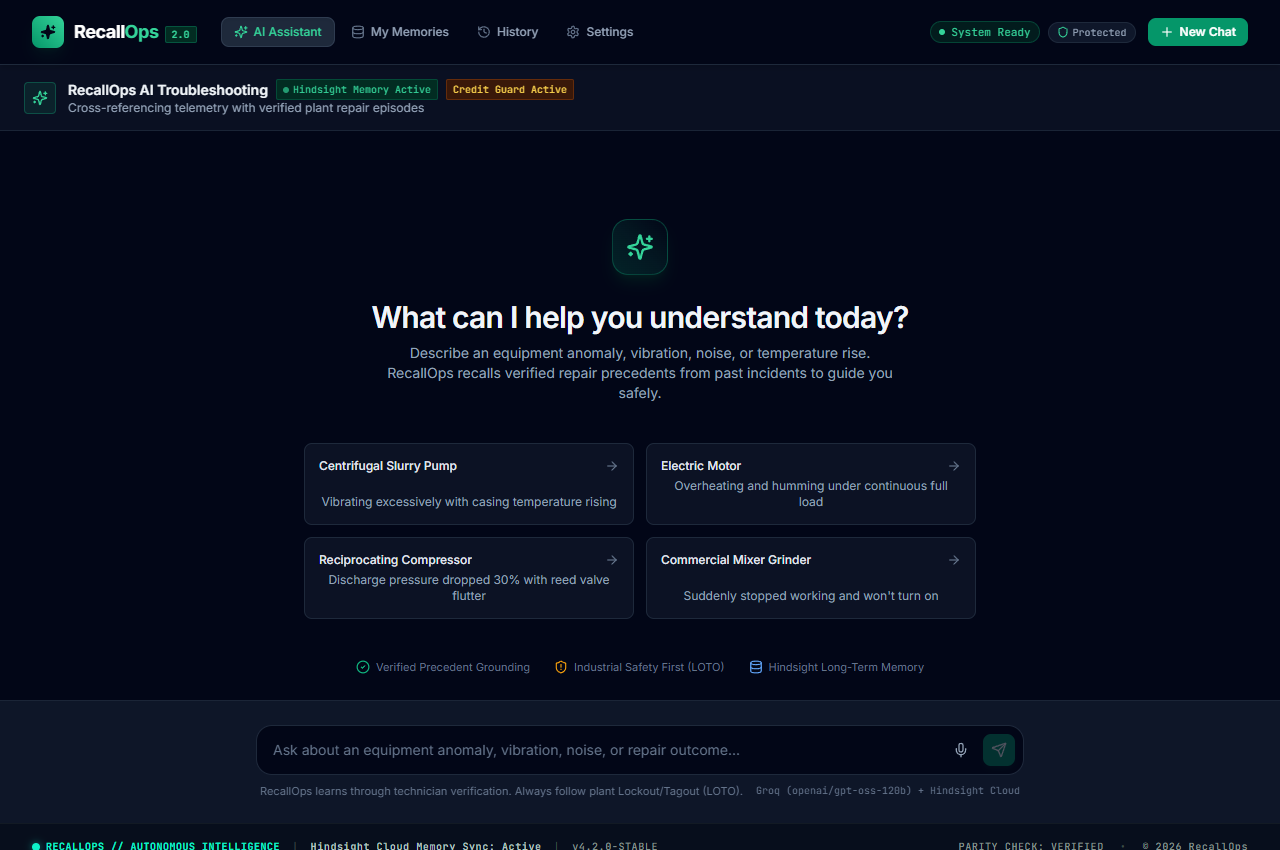 RecallOps 2.0 AI Assistant My Memories History Settings System Ready Protected New Chat
RecallOps AI Troubleshooting Hindsight Memory Active Credit Guard Active
Cross-referencing telemetry with verified plant repair episodes
What can I help you understand today?
Describe an equipment anomaly, vibration, noise, or temperature rise.
RecallOps recalls verified repair precedents from past incidents to guide you
safely.
Centrifugal Slurry Pump
Vibrating excessively with casing temperature rising
Electric Motor
Overheating and humming under continuous full
load
Reciprocating Compressor
Discharge pressure dropped 30% with reed valve
flutter
Commercial Mixer Grinder
Suddenly stopped working and won't turn on
Verified Precedent Grounding Industrial Safety First (LOTO) Hindsight Long-Term Memory
Ask about an equipment anomaly, vibration, noise, or repair outcome...
RecallOps learns through technician verification. Always follow plant Lockout/Tagout (LOTO). Groq (openai/gpt-oss-120b) + Hindsight Cloud
RECALLOPS // AUTONOMOUS INTELLIGENCE | Hindsight Cloud Memory Sync: Active | v4.2.0-STABLE PARITY CHECK: VERIFIED · © 2026 RecallOps